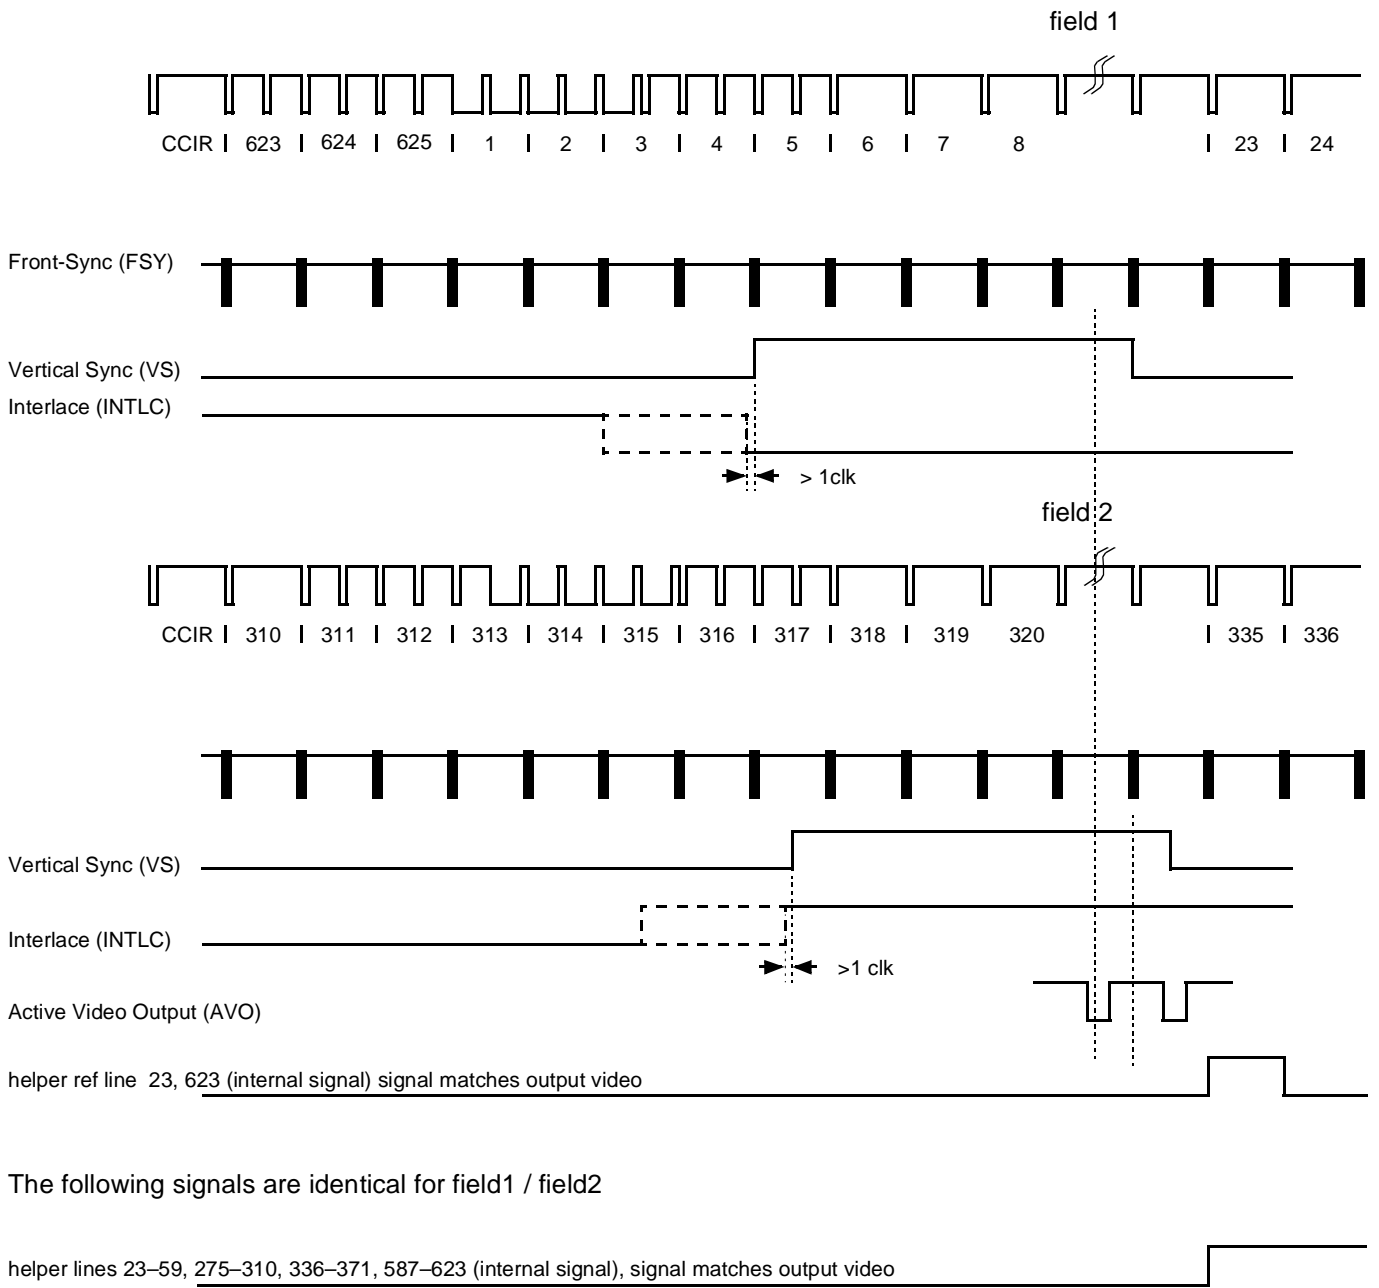 field 1
CCIR 623 624 625 1 2 3 4 5 6 7 8 23 24
Front-Sync (FSY)
Vertical Sync (VS)
Interlace (INTLC)
> 1clk
field 2
CCIR 310 311 312 313 314 315 316 317 318 319 320 335 336
Vertical Sync (VS)
Interlace (INTLC)
>1 clk
Active Video Output (AVO)
helper ref line 23, 623 (internal signal) signal matches output video
The following signals are identical for field1 / field2
helper lines 23–59, 275–310, 336–371, 587–623 (internal signal), signal matches output video